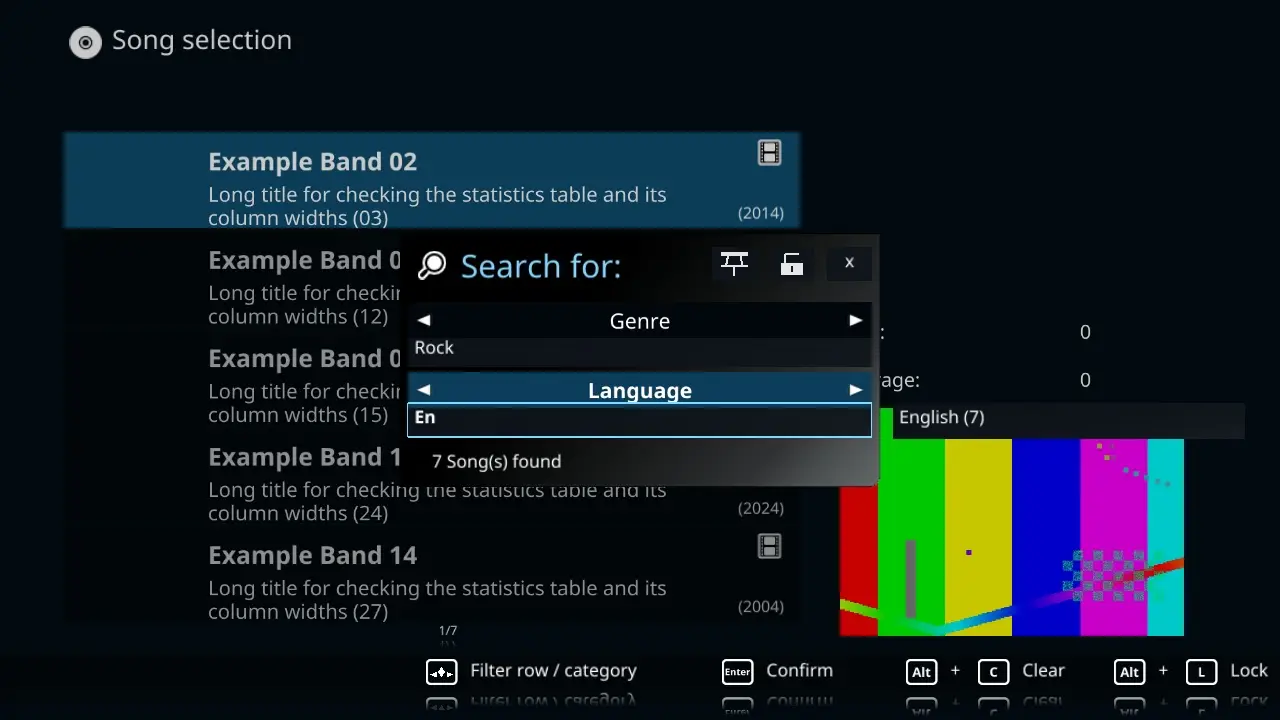 Song selection
Example Band 02
Long title for checking the statistics table and its
column widths (03)
(2014)
Example Band 0
Long title for checkir
column widths (12)
Example Band 0
Long title for checkir
column widths (15)
Example Band 1
Long title for checking the statistics table and its
column widths (24)
(2024)
Example Band 14
Long title for checking the statistics table and its
column widths (27)
(2004)
1/7
Search for:
x
Genre
Rock
Language
En
7 Song(s) found
: 0
age: 0
English (7)
Filter row / category
Enter Confirm
Alt + C Clear
Alt + L Lock